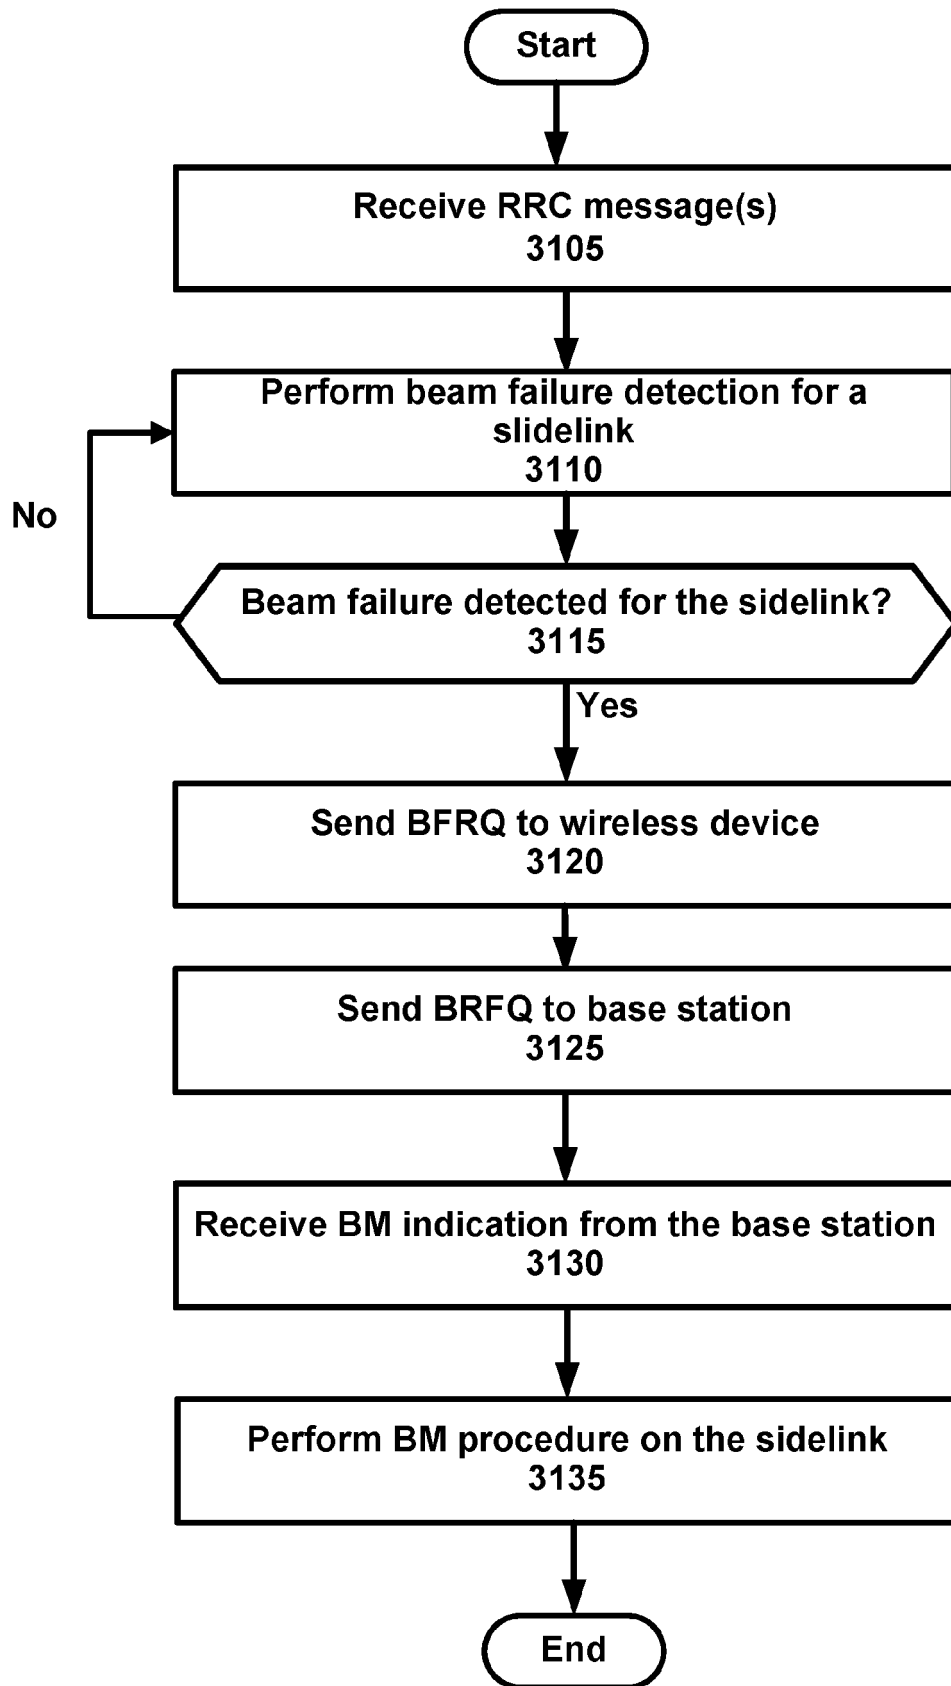 Start
Receive RRC message(s)
3105
Perform beam failure detection for a
slidelink
3110
No
Beam failure detected for the sidelink?
3115
Yes
Send BFRQ to wireless device
3120
Send BRFQ to base station
3125
Receive BM indication from the base station
3130
Perform BM procedure on the sidelink
3135
End